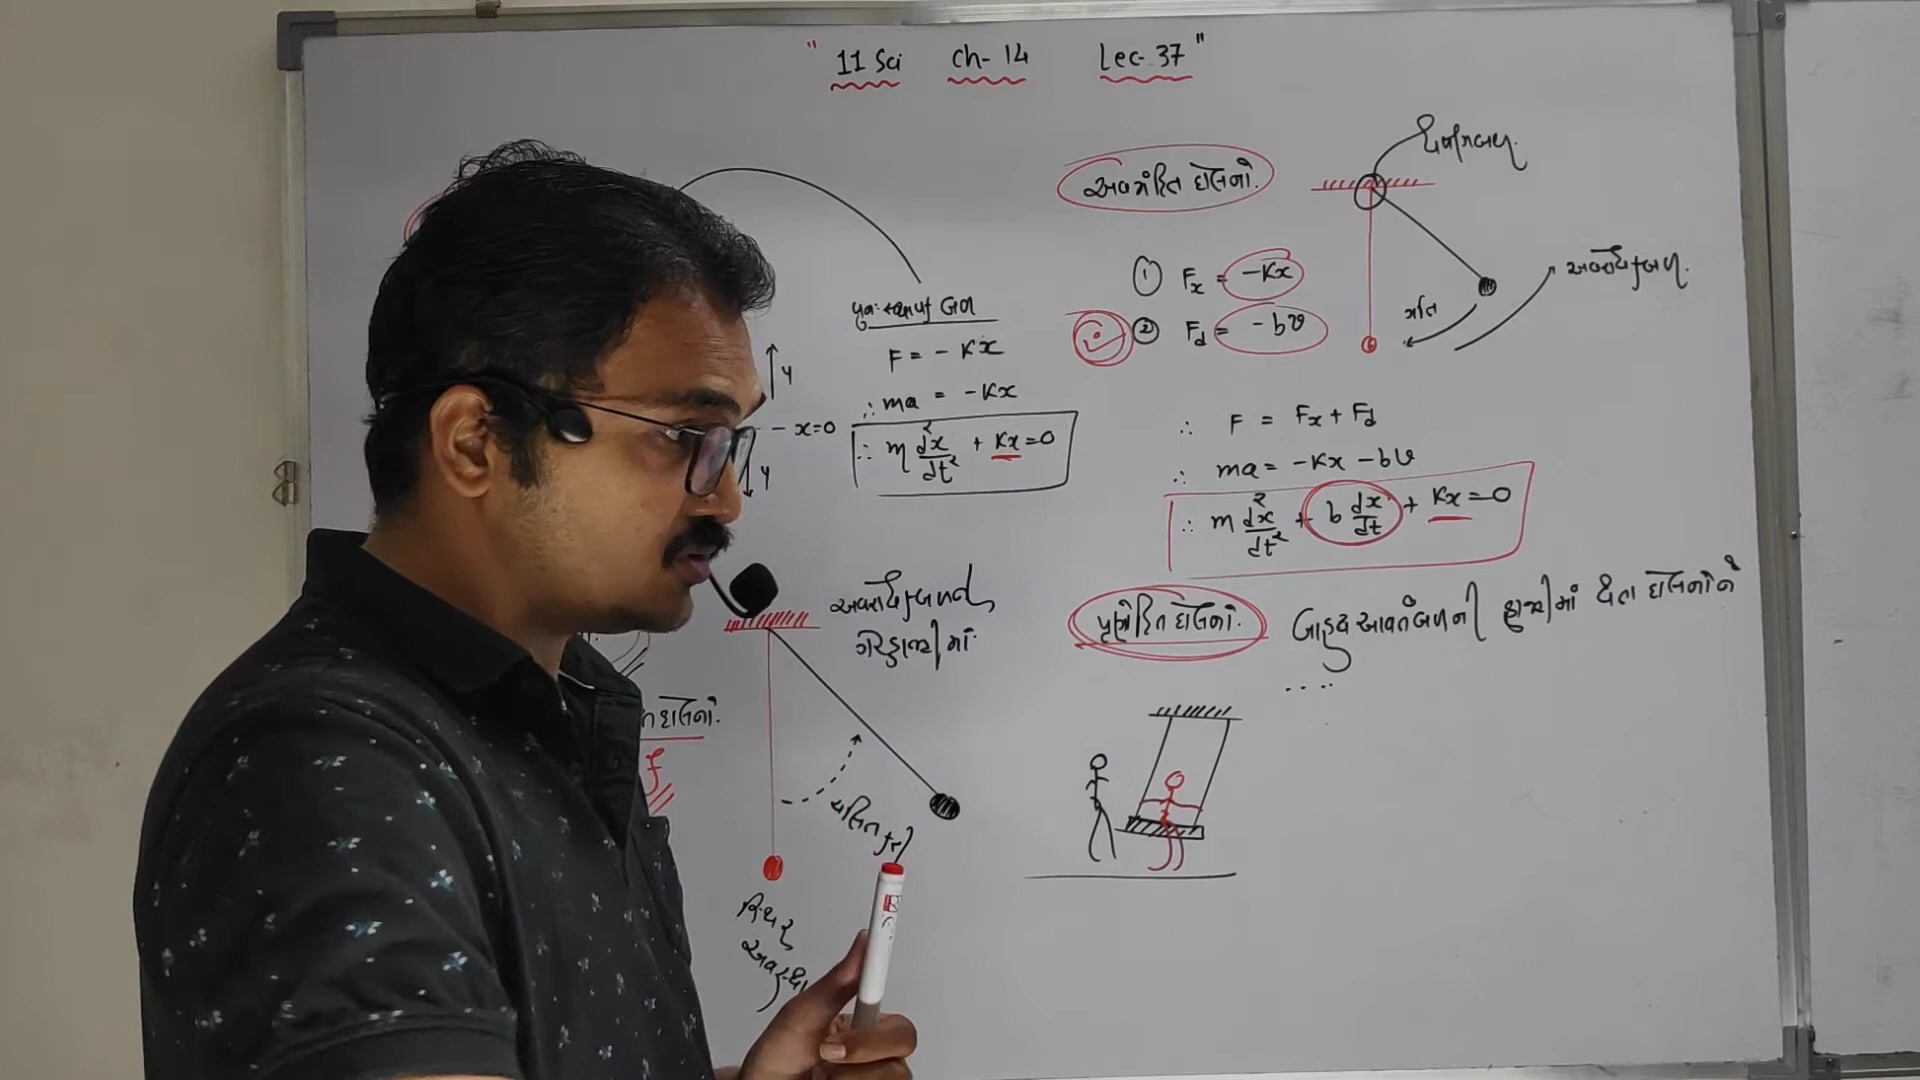 " 11 Sci Ch- 14 Lec- 37 "
પુનઃસ્થાપક બળ
F = - Kx
∴ ma = -Kx
∴ m d²x/dt² + Kx = 0
y
- x=0
y
અવરોધકબળની
ગેરહાજરીમાં
સ્થિર
અવસ્થા
અવમંદિત દોલનો.
① Fx = -Kx
② Fd = - bv
ઘર્ષણબળ.
અવરોધકબળ.
ગતિ
∴ F = Fx + Fd
∴ ma = -Kx - bv
∴ m d²x/dt² + b dx/dt + Kx = 0
પ્રણોદિત દોલનો. બાહ્ય આવર્તબળની હાજરીમાં થતા દોલનોને
....